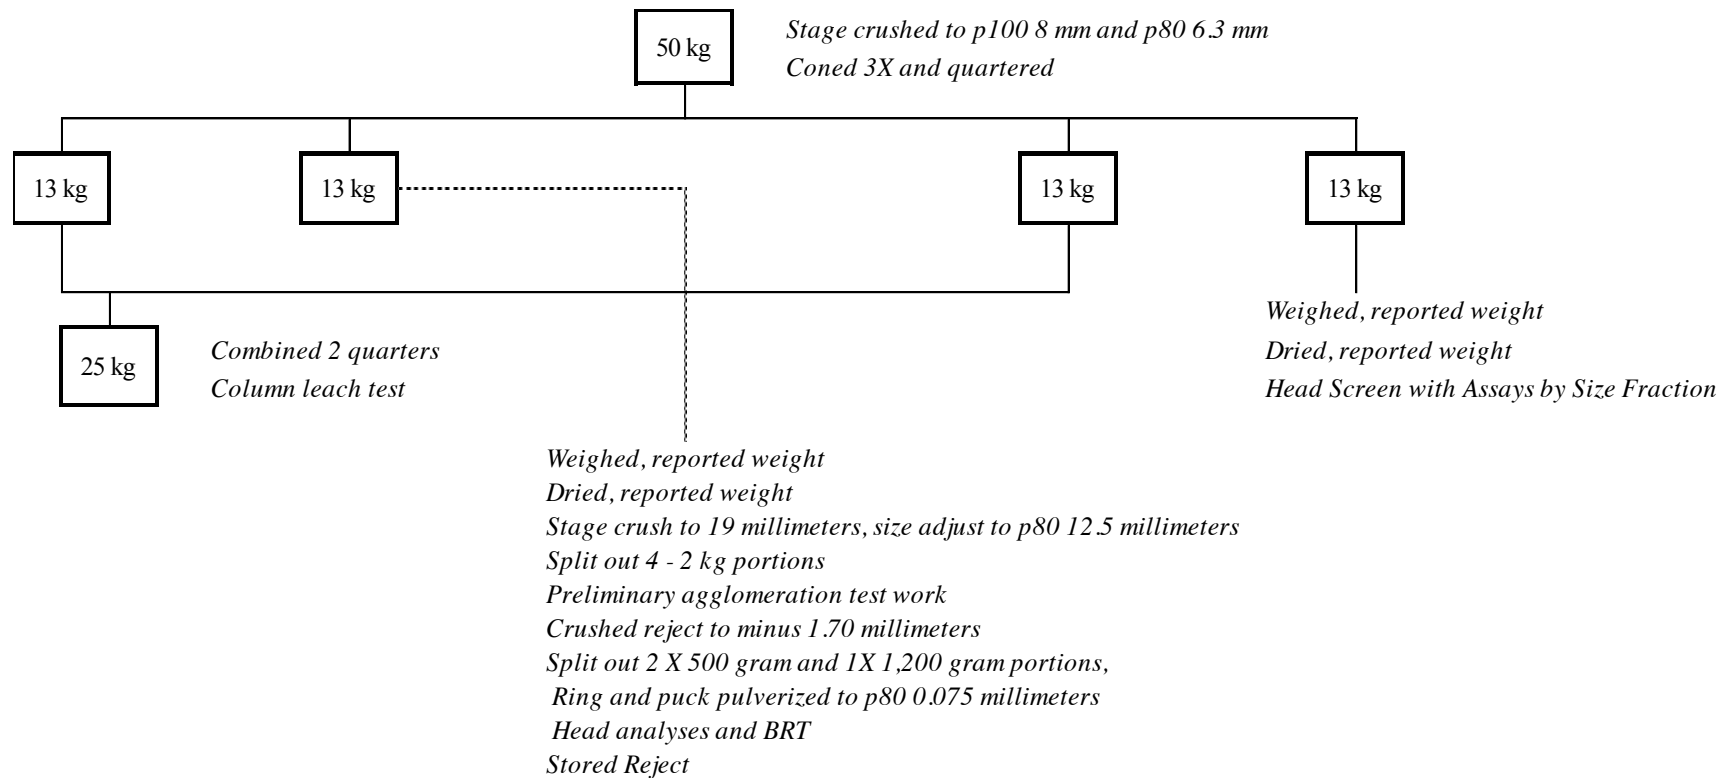 50 kg
Stage crushed to p100 8 mm and p80 6.3 mm
Coned 3X and quartered
13 kg
13 kg
13 kg
13 kg
25 kg
Combined 2 quarters
Column leach test
Weighed, reported weight
Dried, reported weight
Head Screen with Assays by Size Fraction
Weighed, reported weight
Dried, reported weight
Stage crush to 19 millimeters, size adjust to p80 12.5 millimeters
Split out 4 - 2 kg portions
Preliminary agglomeration test work
Crushed reject to minus 1.70 millimeters
Split out 2 X 500 gram and 1X 1,200 gram portions,
Ring and puck pulverized to p80 0.075 millimeters
Head analyses and BRT
Stored Reject